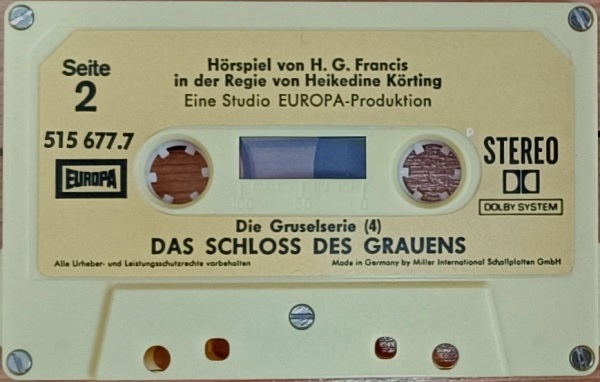 Seite
2
Hörspiel von H. G. Francis
in der Regie von Heikedine Körting
Eine Studio EUROPA-Produktion
515 677.7
EUROPA
STEREO
DOLBY SYSTEM
P
100 50 0
Die Gruselserie (4)
DAS SCHLOSS DES GRAUENS
Alle Urheber- und Leistungsschutzrechte vorbehalten
Made in Germany by Miller International Schallplatten GmbH